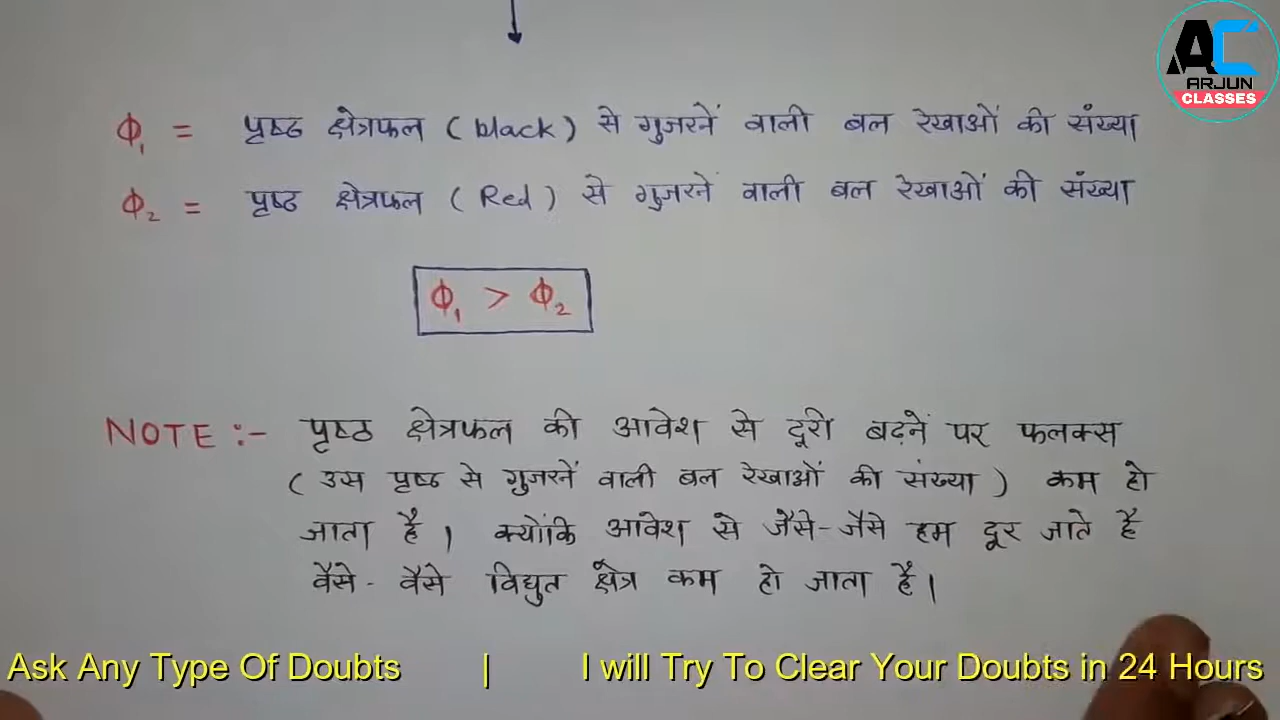 AC
ARJUN
CLASSES
Φ₁ = पृष्ठ क्षेत्रफल (black) से गुजरनें वाली बल रेखाओं की संख्या
Φ₂ = पृष्ठ क्षेत्रफल (Red) से गुजरनें वाली बल रेखाओं की संख्या
Φ₁ > Φ₂
NOTE :- पृष्ठ क्षेत्रफल की आवेश से दूरी बढ़नें पर फलक्स
(उस पृष्ठ से गुजरनें वाली बल रेखाओं की संख्या) कम हो
जाता है। क्योंकि आवेश से जैसे-जैसे हम दूर जाते है
वैसे-वैसे विद्युत क्षेत्र कम हो जाता है।
Ask Any Type Of Doubts | I will Try To Clear Your Doubts in 24 Hours